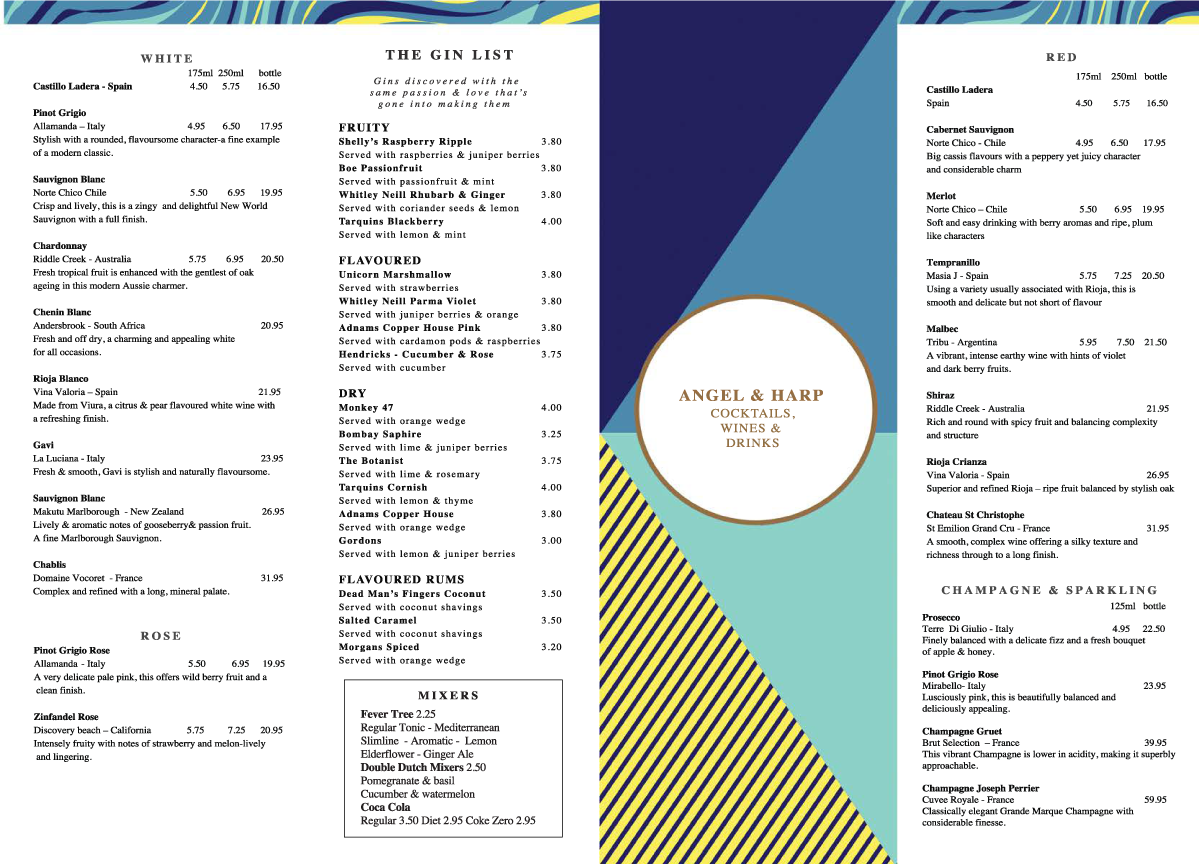 WHITE
175ml 250ml bottle
Castillo Ladera - Spain 4.50 5.75 16.50
Pinot Grigio
Allamanda – Italy 4.95 6.50 17.95
Stylish with a rounded, flavoursome character-a fine example
of a modern classic.
Sauvignon Blanc
Norte Chico Chile 5.50 6.95 19.95
Crisp and lively, this is a zingy and delightful New World
Sauvignon with a full finish.
Chardonnay
Riddle Creek - Australia 5.75 6.95 20.50
Fresh tropical fruit is enhanced with the gentlest of oak
ageing in this modern Aussie charmer.
Chenin Blanc
Andersbrook - South Africa 20.95
Fresh and off dry, a charming and appealing white
for all occasions.
Rioja Blanco
Vina Valoria – Spain 21.95
Made from Viura, a citrus & pear flavoured white wine with
a refreshing finish.
Gavi
La Luciana - Italy 23.95
Fresh & smooth, Gavi is stylish and naturally flavoursome.
Sauvignon Blanc
Makutu Marlborough - New Zealand 26.95
Lively & aromatic notes of gooseberry& passion fruit.
A fine Marlborough Sauvignon.
Chablis
Domaine Vocoret - France 31.95
Complex and refined with a long, mineral palate.
ROSE
Pinot Grigio Rose
Allamanda - Italy 5.50 6.95 19.95
A very delicate pale pink, this offers wild berry fruit and a
clean finish.
Zinfandel Rose
Discovery beach – California 5.75 7.25 20.95
Intensely fruity with notes of strawberry and melon-lively
and lingering.
THE GIN LIST
Gins discovered with the
same passion & love that's
gone into making them
FRUITY
Shelly's Raspberry Ripple 3.80
Served with raspberries & juniper berries
Boe Passionfruit 3.80
Served with passionfruit & mint
Whitley Neill Rhubarb & Ginger 3.80
Served with coriander seeds & lemon
Tarquins Blackberry 4.00
Served with lemon & mint
FLAVOURED
Unicorn Marshmallow 3.80
Served with strawberries
Whitley Neill Parma Violet 3.80
Served with juniper berries & orange
Adnams Copper House Pink 3.80
Served with cardamon pods & raspberries
Hendricks - Cucumber & Rose 3.75
Served with cucumber
DRY
Monkey 47 4.00
Served with orange wedge
Bombay Saphire 3.25
Served with lime & juniper berries
The Botanist 3.75
Served with lime & rosemary
Tarquins Cornish 4.00
Served with lemon & thyme
Adnams Copper House 3.80
Served with orange wedge
Gordons 3.00
Served with lemon & juniper berries
FLAVOURED RUMS
Dead Man's Fingers Coconut 3.50
Served with coconut shavings
Salted Caramel 3.50
Served with coconut shavings
Morgans Spiced 3.20
Served with orange wedge
MIXERS
Fever Tree 2.25
Regular Tonic - Mediterranean
Slimline - Aromatic - Lemon
Elderflower - Ginger Ale
Double Dutch Mixers 2.50
Pomegranate & basil
Cucumber & watermelon
Coca Cola
Regular 3.50 Diet 2.95 Coke Zero 2.95
ANGEL & HARP
COCKTAILS,
WINES &
DRINKS
RED
175ml 250ml bottle
Castillo Ladera
Spain 4.50 5.75 16.50
Cabernet Sauvignon
Norte Chico - Chile 4.95 6.50 17.95
Big cassis flavours with a peppery yet juicy character
and considerable charm
Merlot
Norte Chico – Chile 5.50 6.95 19.95
Soft and easy drinking with berry aromas and ripe, plum
like characters
Tempranillo
Masia J - Spain 5.75 7.25 20.50
Using a variety usually associated with Rioja, this is
smooth and delicate but not short of flavour
Malbec
Tribu - Argentina 5.95 7.50 21.50
A vibrant, intense earthy wine with hints of violet
and dark berry fruits.
Shiraz
Riddle Creek - Australia 21.95
Rich and round with spicy fruit and balancing complexity
and structure
Rioja Crianza
Vina Valoria - Spain 26.95
Superior and refined Rioja – ripe fruit balanced by stylish oak
Chateau St Christophe
St Emilion Grand Cru - France 31.95
A smooth, complex wine offering a silky texture and
richness through to a long finish.
CHAMPAGNE & SPARKLING
125ml bottle
Prosecco
Terre Di Giulio - Italy 4.95 22.50
Finely balanced with a delicate fizz and a fresh bouquet
of apple & honey.
Pinot Grigio Rose
Mirabello- Italy 23.95
Lusciously pink, this is beautifully balanced and
deliciously appealing.
Champagne Gruet
Brut Selection – France 39.95
This vibrant Champagne is lower in acidity, making it superbly
approachable.
Champagne Joseph Perrier
Cuvee Royale - France 59.95
Classically elegant Grande Marque Champagne with
considerable finesse.